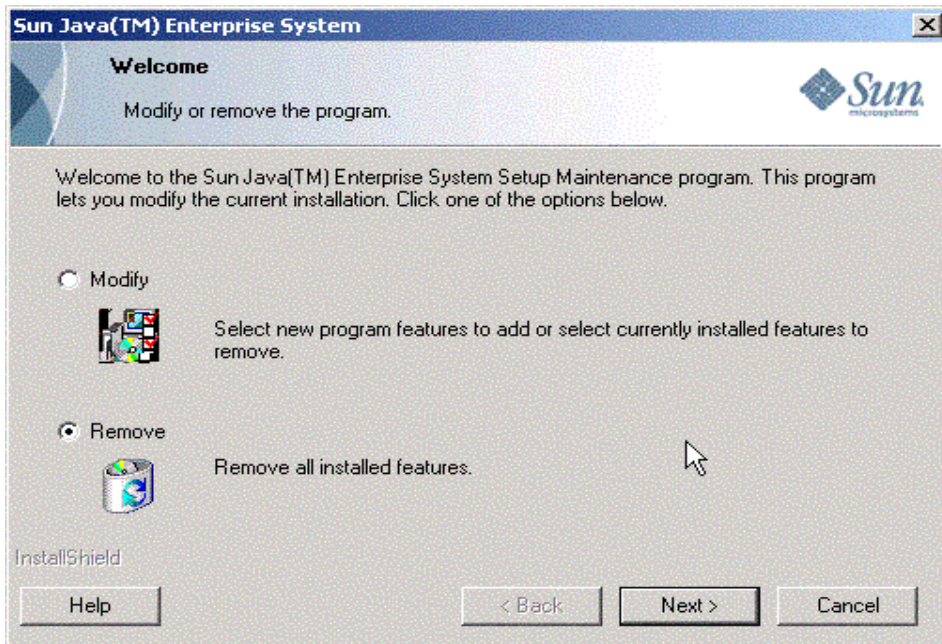 Sun Java(TM) Enterprise System
Welcome
Modify or remove the program.
Sun
microsystems
Welcome to the Sun Java(TM) Enterprise System Setup Maintenance program. This program
lets you modify the current installation. Click one of the options below.
Modify
Select new program features to add or select currently installed features to
remove.
Remove
Remove all installed features.
InstallShield
Help
< Back
Next >
Cancel